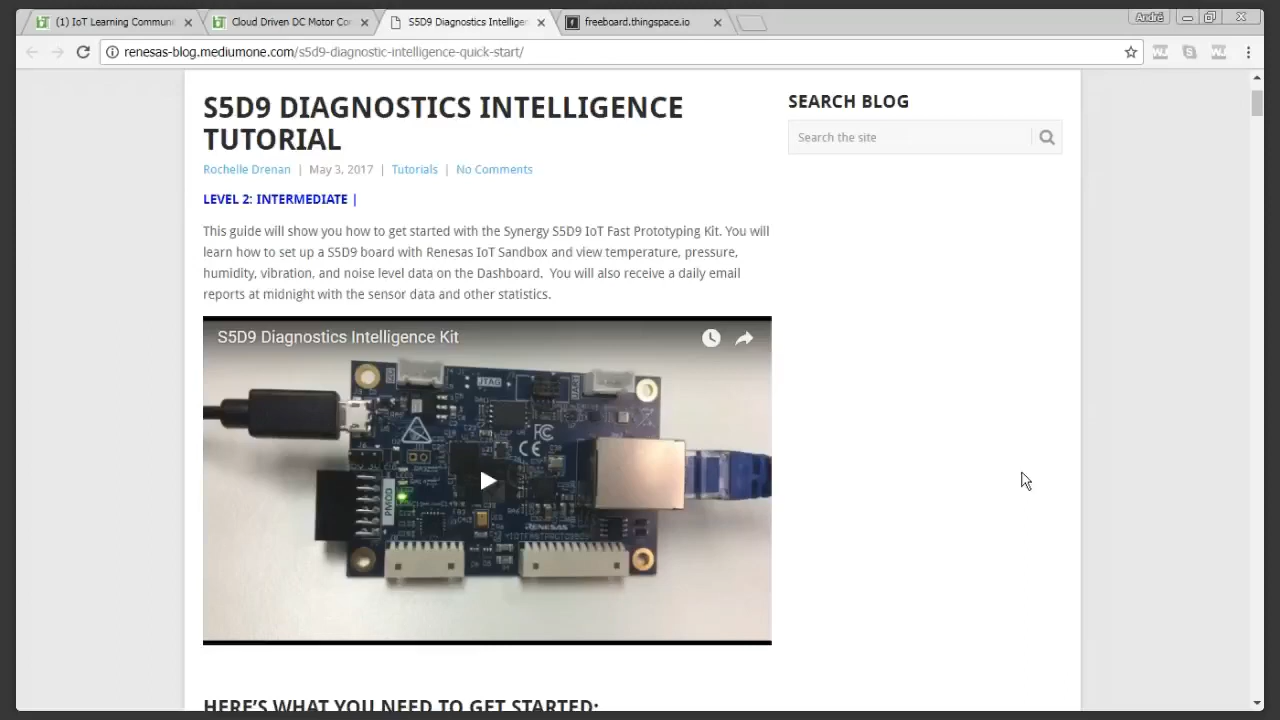 (1) IoT Learning Communi
Cloud Driven DC Motor Co
S5D9 Diagnostics Intelligen
freeboard.thingspace.io
André
renesas-blog.mediumone.com/s5d9-diagnostic-intelligence-quick-start/
S5D9 DIAGNOSTICS INTELLIGENCE
TUTORIAL
Rochelle Drenan | May 3, 2017 | Tutorials | No Comments
LEVEL 2: INTERMEDIATE |
This guide will show you how to get started with the Synergy S5D9 IoT Fast Prototyping Kit. You will
learn how to set up a S5D9 board with Renesas IoT Sandbox and view temperature, pressure,
humidity, vibration, and noise level data on the Dashboard. You will also receive a daily email
reports at midnight with the sensor data and other statistics.
SEARCH BLOG
Search the site
S5D9 Diagnostics Intelligence Kit
JTAG
FC
CE
PMOD
RENESAS
HERE'S WHAT YOU NEED TO GET STARTED: